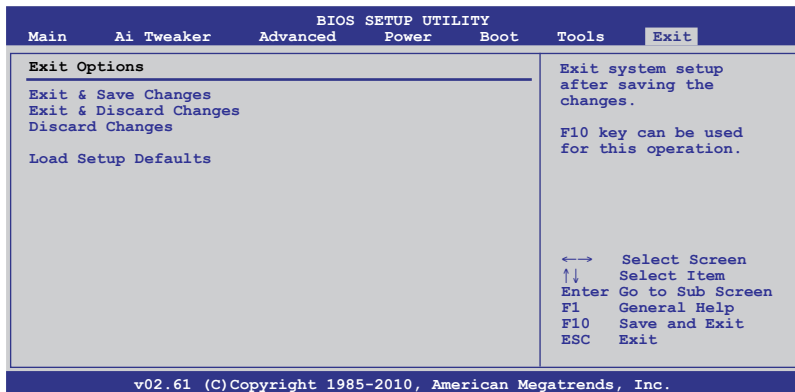 BIOS SETUP UTILITY
Main Ai Tweaker Advanced Power Boot Tools Exit
Exit Options
Exit & Save Changes
Exit & Discard Changes
Discard Changes
Load Setup Defaults
Exit system setup
after saving the
changes.
F10 key can be used
for this operation.
←→ Select Screen
↑↓ Select Item
Enter Go to Sub Screen
F1 General Help
F10 Save and Exit
ESC Exit
v02.61 (C)Copyright 1985-2010, American Megatrends, Inc.